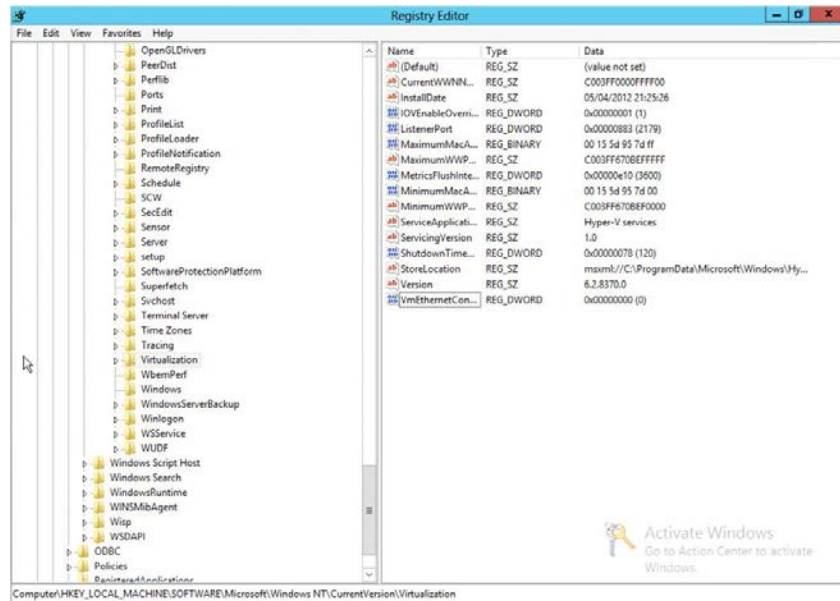 Registry Editor
File Edit View Favorites Help
OpenGLDrivers
PeerDist
Perflib
Ports
Print
ProfileList
ProfileLoader
ProfileNotification
RemoteRegistry
Schedule
SCW
SecEdit
Sensor
Server
setup
SoftwareProtectionPlatform
Superfetch
Svchost
Terminal Server
Time Zones
Tracing
Virtualization
WbemPerf
Windows
WindowsServerBackup
Winlogon
WSService
WUDF
Windows Script Host
Windows Search
WindowsRuntime
WINSMibAgent
Wisp
WSDAPI
ODBC
Policies
RegisteredApplications
Name Type Data
(Default) REG_SZ (value not set)
CurrentWWNN... REG_SZ C003FF0000FFFF00
InstallDate REG_SZ 05/04/2012 21:25:26
IOVEnableOverri... REG_DWORD 0x00000001 (1)
ListenerPort REG_DWORD 0x00000883 (2179)
MaximumMacA... REG_BINARY 00 15 5d 95 7d ff
MaximumWWP... REG_SZ C003FF670BEFFFFF
MetricsFlushInte... REG_DWORD 0x00000e10 (3600)
MinimumMacA... REG_BINARY 00 15 5d 95 7d 00
MinimumWWP... REG_SZ C003FF670BEF0000
ServiceApplicati... REG_SZ Hyper-V services
ServicingVersion REG_SZ 1.0
ShutdownTime... REG_DWORD 0x00000078 (120)
StoreLocation REG_SZ msxml://C:\ProgramData\Microsoft\Windows\Hy...
Version REG_SZ 6.2.8370.0
VmEthernetCon... REG_DWORD 0x00000000 (0)
Activate Windows
Go to Action Center to activate
Windows.
Computer\HKEY_LOCAL_MACHINE\SOFTWARE\Microsoft\Windows NT\CurrentVersion\Virtualization